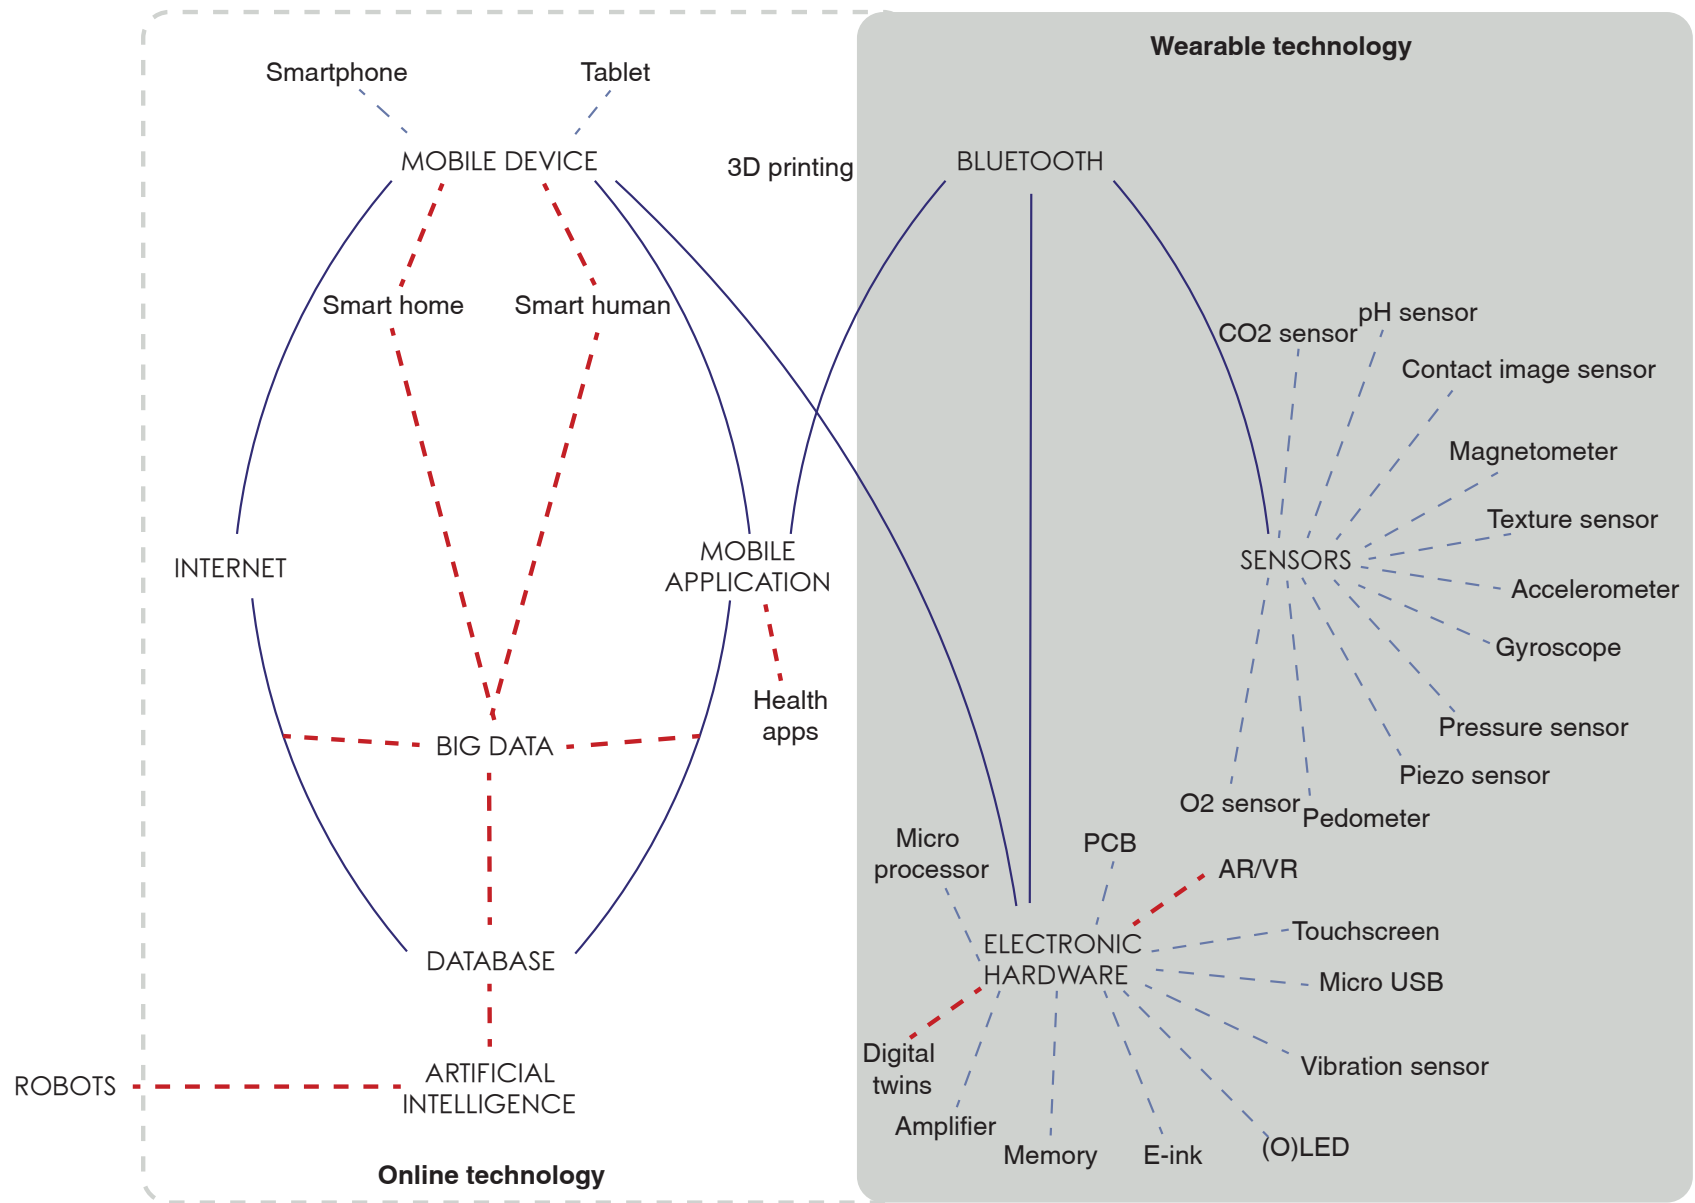 Wearable technology
Smartphone
Tablet
MOBILE DEVICE
3D printing
BLUETOOTH
Smart home
Smart human
CO2 sensor
pH sensor
Contact image sensor
Magnetometer
Texture sensor
SENSORS
Accelerometer
Gyroscope
Pressure sensor
Piezo sensor
O2 sensor
Pedometer
INTERNET
MOBILE
APPLICATION
Health
apps
BIG DATA
Micro
processor
PCB
AR/VR
Touchscreen
ELECTRONIC
HARDWARE
Micro USB
Vibration sensor
DATABASE
Digital
twins
Amplifier
Memory
E-ink
(O)LED
ROBOTS
ARTIFICIAL
INTELLIGENCE
Online technology